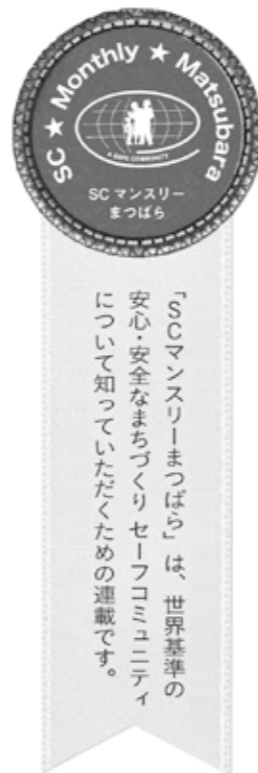 SC ★ Monthly ★ Matsubara
A SAFE COMMUNITY
SC マンスリー
まつばら
「SCマンスリーまつばら」は、世界基準の
安心・安全なまちづくり セーフコミュニティ
について知っていただくための連載です。